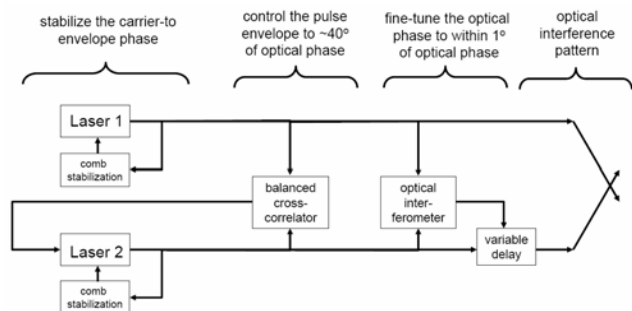 stabilize the carrier-to
envelope phase
control the pulse
envelope to ~40º
of optical phase
fine-tune the optical
phase to within 1º
of optical phase
optical
interference
pattern
Laser 1
comb
stabilization
balanced
cross-
correlator
optical
inter-
ferometer
variable
delay
Laser 2
comb
stabilization